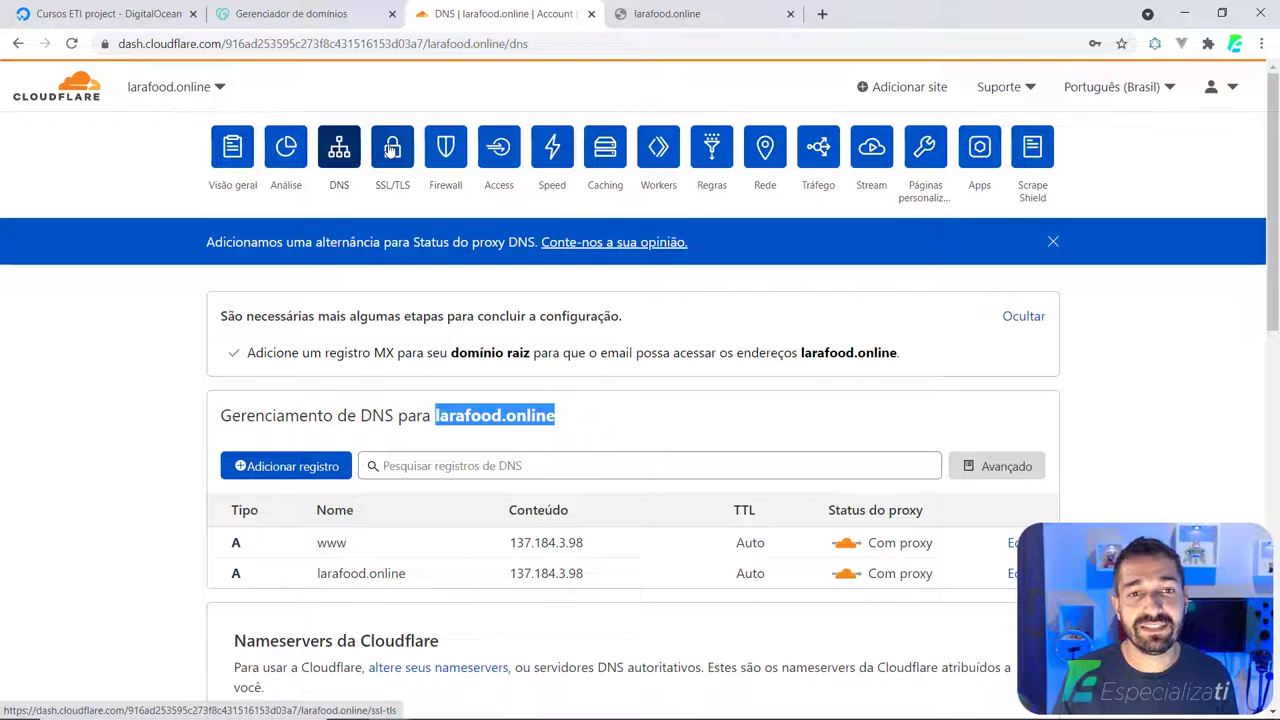 Cursos ETI project - DigitalOcean
Gerenciador de domínios
DNS | larafood.online | Account
larafood.online
dash.cloudflare.com/916ad253595c273f8c431516153d03a7/larafood.online/dns
CLOUDFLARE
larafood.online
Adicionar site
Suporte
Português (Brasil)
Visão geral
Análise
DNS
SSL/TLS
Firewall
Access
Speed
Caching
Workers
Regras
Rede
Tráfego
Stream
Páginas
personaliz...
Apps
Scrape
Shield
Adicionamos uma alternância para Status do proxy DNS. Conte-nos a sua opinião.
São necessárias mais algumas etapas para concluir a configuração.
Ocultar
Adicione um registro MX para seu domínio raiz para que o email possa acessar os endereços larafood.online.
Gerenciamento de DNS para larafood.online
Adicionar registro
Pesquisar registros de DNS
Avançado
Tipo Nome Conteúdo TTL Status do proxy
A www 137.184.3.98 Auto Com proxy
A larafood.online 137.184.3.98 Auto Com proxy
Nameservers da Cloudflare
Para usar a Cloudflare, altere seus nameservers, ou servidores DNS autoritativos. Estes são os nameservers da Cloudflare atribuídos a
você.
https://dash.cloudflare.com/916ad253595c273f8c431516153d03a7/larafood.online/ssl-tls
Especializati